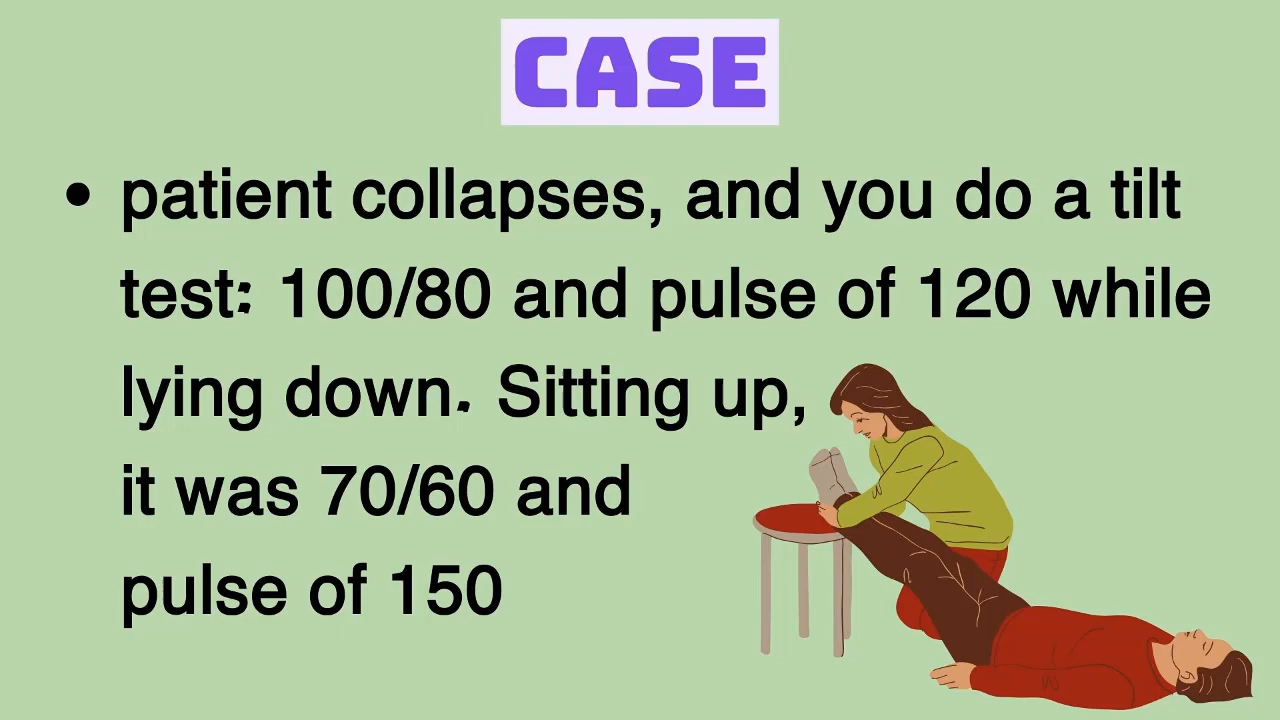 CASE
• patient collapses, and you do a tilt
test: 100/80 and pulse of 120 while
lying down. Sitting up,
it was 70/60 and
pulse of 150